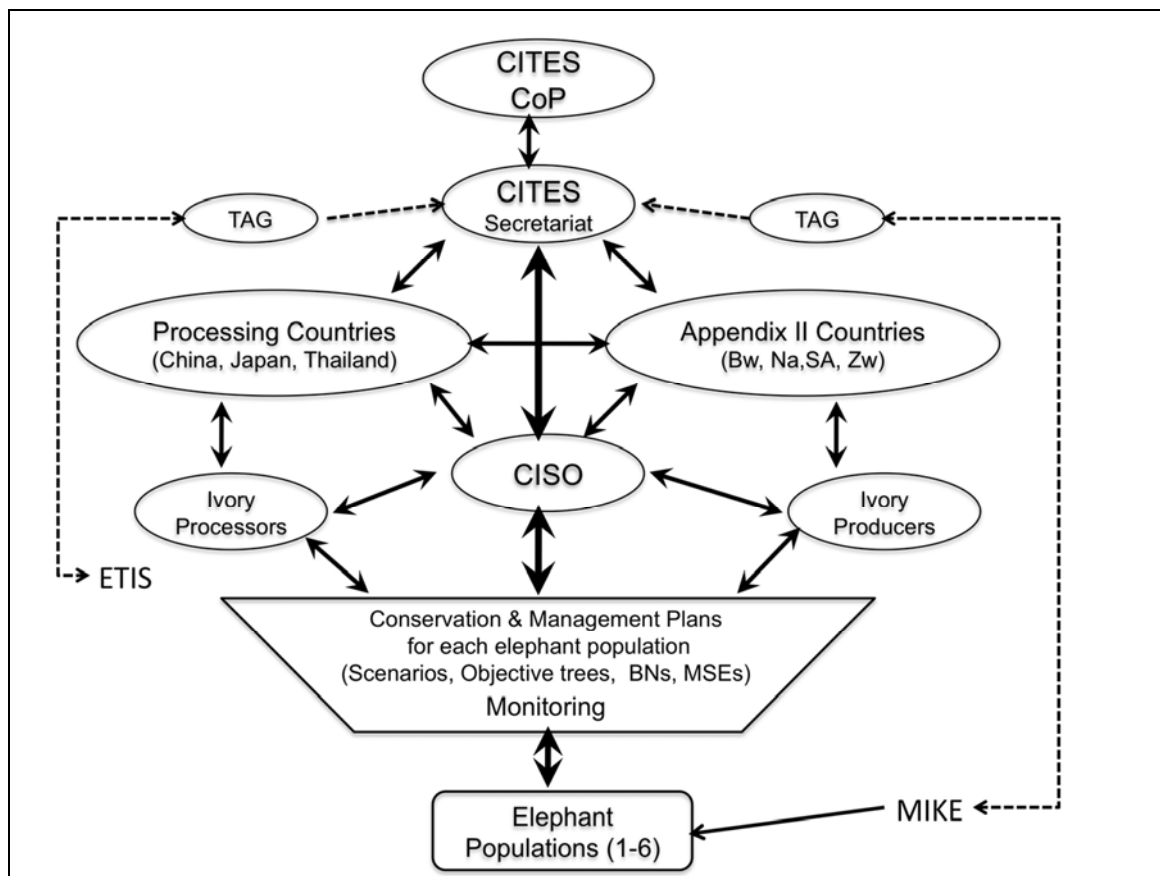 CITES
CoP
CITES
Secretariat
TAG
TAG
Processing Countries
(China, Japan, Thailand)
Appendix II Countries
(Bw, Na,SA, Zw)
CISO
Ivory
Processors
Ivory
Producers
ETIS
Conservation & Management Plans
for each elephant population
(Scenarios, Objective trees, BNs, MSEs)
Monitoring
Elephant
Populations (1-6)
MIKE